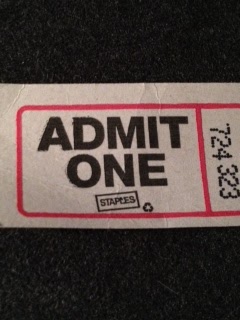 ADMIT
ONE
STAPLES
724 323